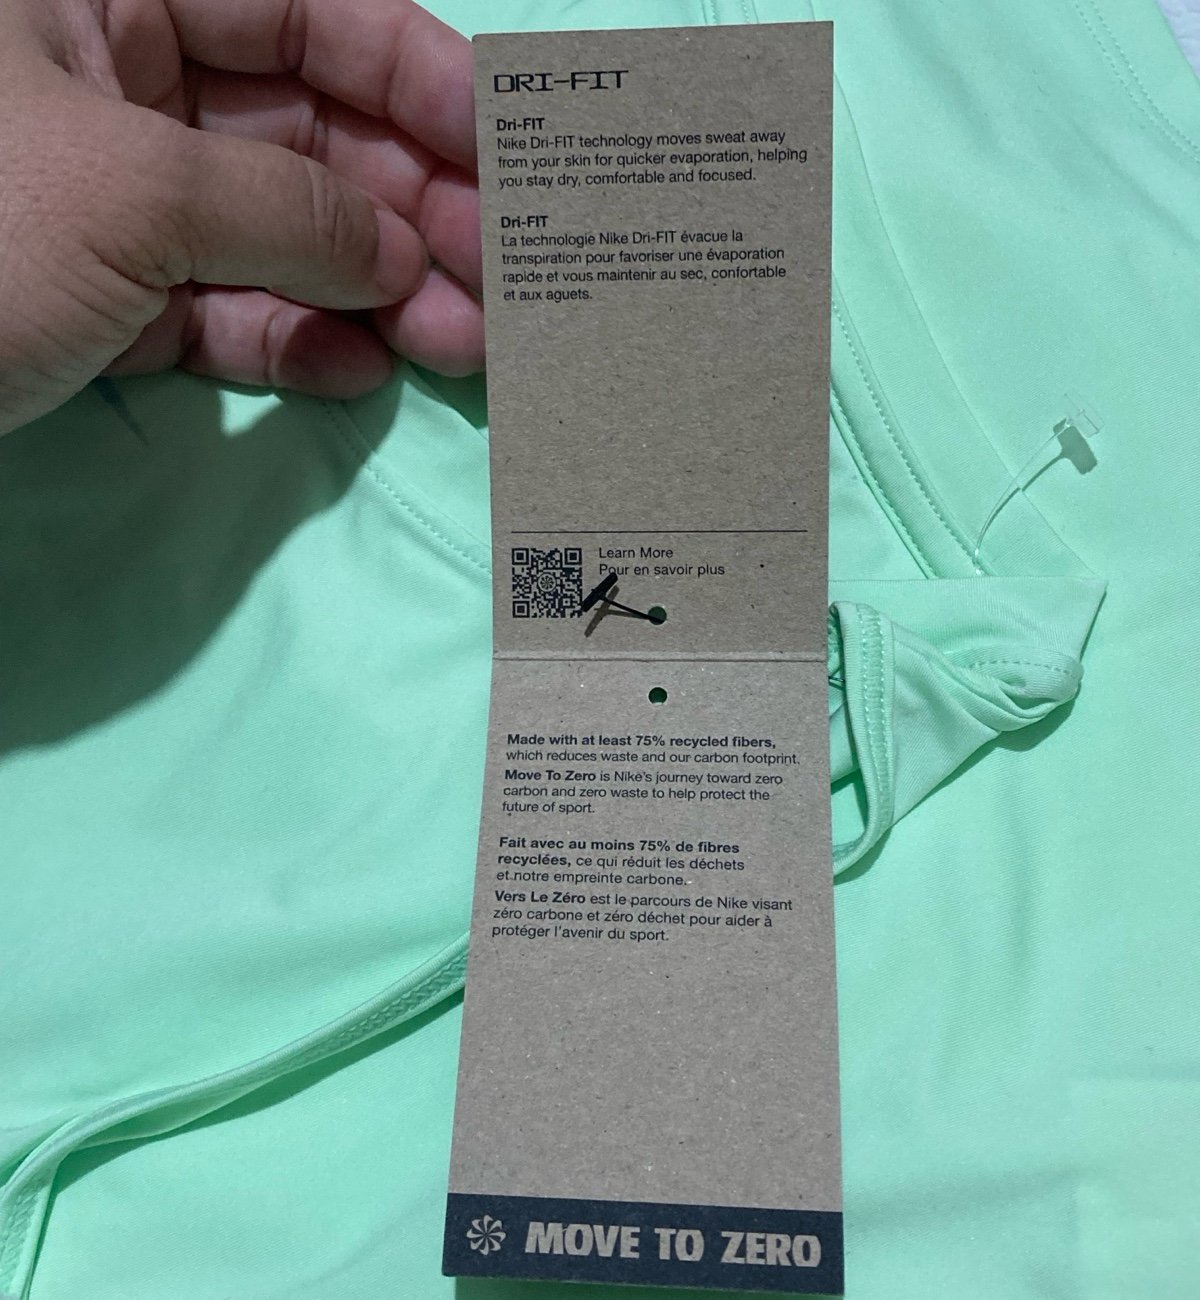 DRI-FIT
Dri-FIT
Nike Dri-FIT technology moves sweat away
from your skin for quicker evaporation, helping
you stay dry, comfortable and focused.
Dri-FIT
La technologie Nike Dri-FIT évacue la
transpiration pour favoriser une évaporation
rapide et vous maintenir au sec, confortable
et aux aguets.
Learn More
Pour en savoir plus
Made with at least 75% recycled fibers,
which reduces waste and our carbon footprint.
Move To Zero is Nike's journey toward zero
carbon and zero waste to help protect the
future of sport.
Fait avec au moins 75% de fibres
recyclées, ce qui réduit les déchets
et notre empreinte carbone.
Vers Le Zéro est le parcours de Nike visant
zéro carbone et zéro déchet pour aider à
protéger l'avenir du sport.
MOVE TO ZERO